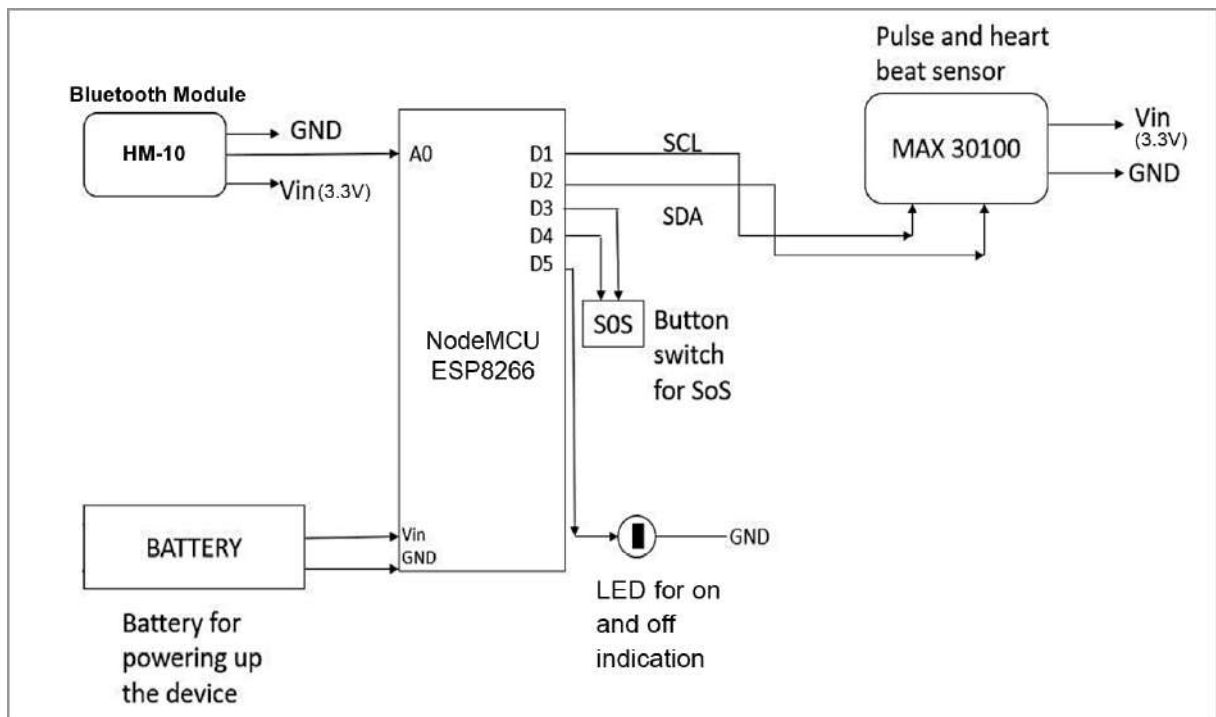 Bluetooth Module
HM-10
GND
Vin (3.3V)
A0
D1
D2
D3
D4
D5
NodeMCU
ESP8266
Vin
GND
SCL
SDA
Pulse and heart
beat sensor
MAX 30100
Vin
(3.3V)
GND
SOS
Button
switch
for SoS
BATTERY
Battery for
powering up
the device
GND
LED for on
and off
indication